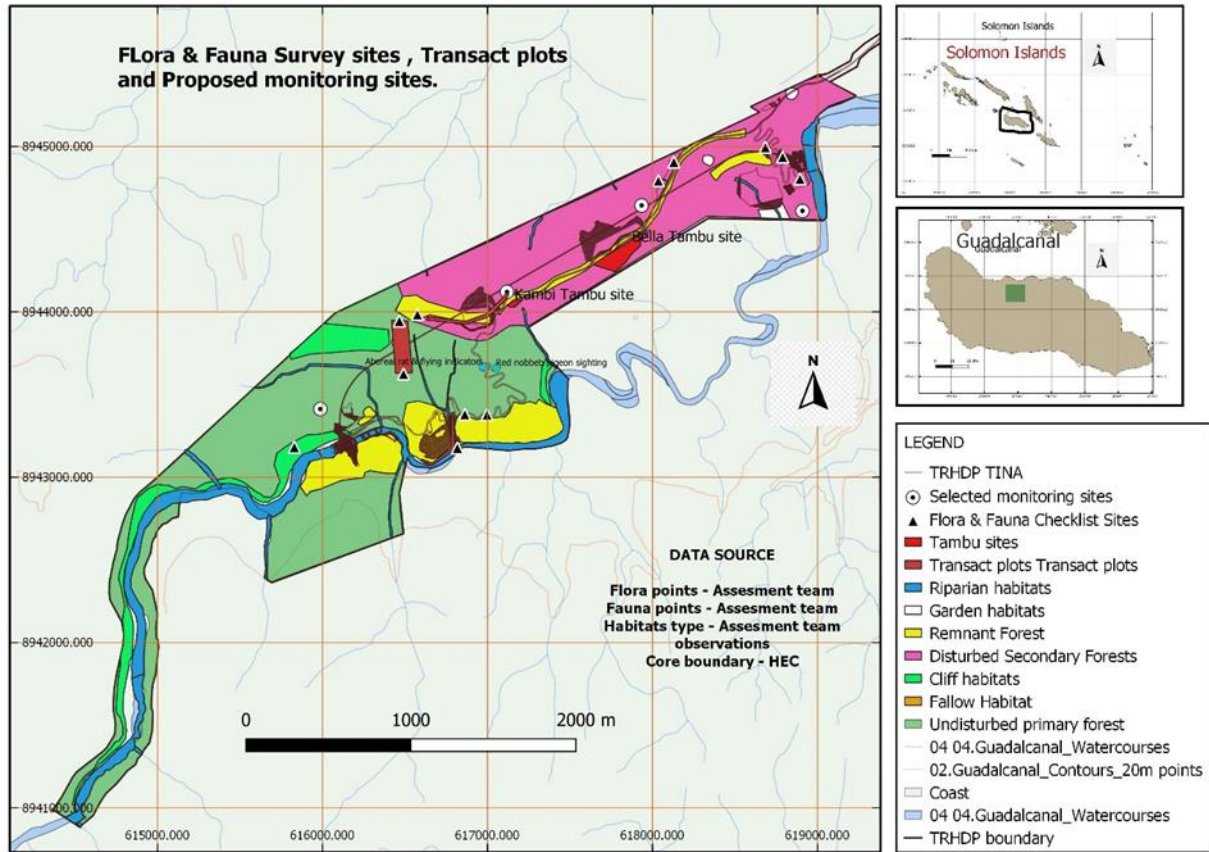 FLora & Fauna Survey sites , Transact plots
and Proposed monitoring sites.
8945000.000
8944000.000
8943000.000
8942000.000
8941000.000
615000.000
616000.000
617000.000
618000.000
619000.000
Bella Tambu site
Kambi Tambu site
Red nobbeb pigeon sighting
N
DATA SOURCE
Flora points - Assesment team
Fauna points - Assesment team
Habitats type - Assesment team
observations
Core boundary - HEC
0 1000 2000 m
Solomon Islands
Solomon Islands
N
Guadalcanal
Guadalcanal
N
LEGEND
TRHDP TINA
Selected monitoring sites
Flora & Fauna Checklist Sites
Tambu sites
Transact plots Transact plots
Riparian habitats
Garden habitats
Remnant Forest
Disturbed Secondary Forests
Cliff habitats
Fallow Habitat
Undisturbed primary forest
04 04.Guadalcanal_Watercourses
02.Guadalcanal_Contours_20m points
Coast
04 04.Guadalcanal_Watercourses
TRHDP boundary